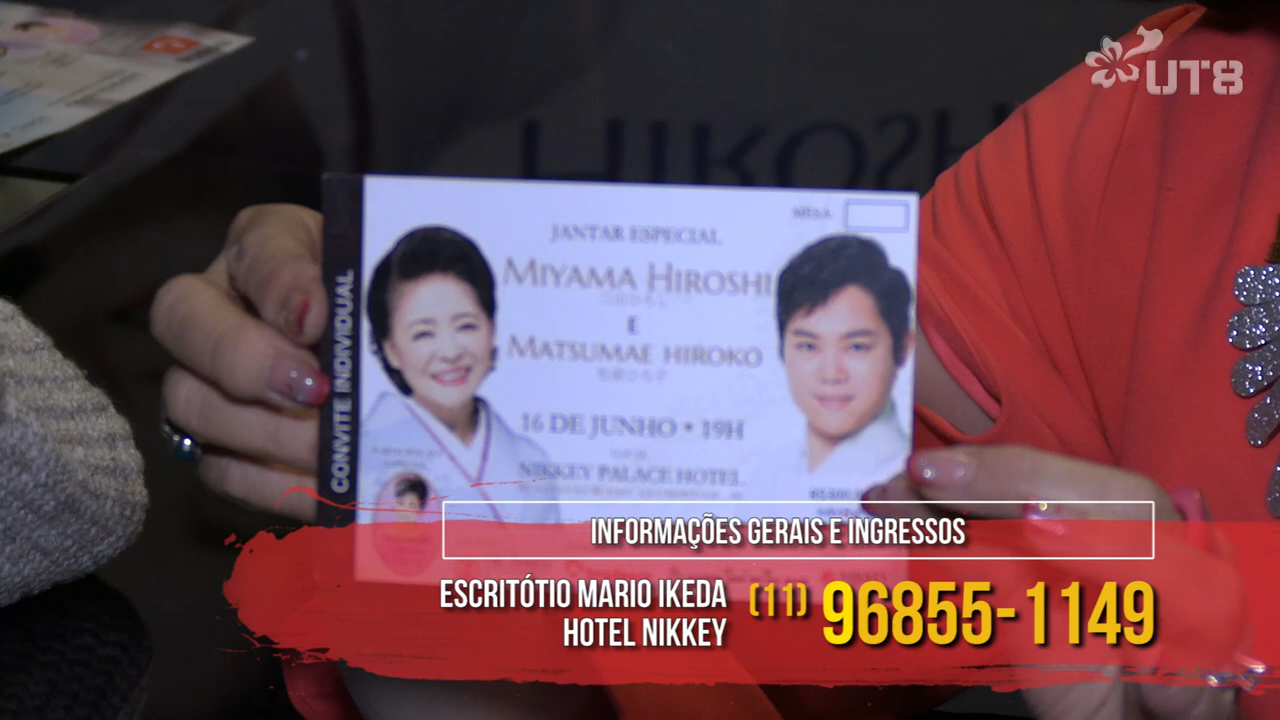 UT8
HIROSH
MESA
JANTAR ESPECIAL
MIYAMA HIROSHI
E
MATSUMAE HIROKO
16 DE JUNHO • 19H
NIKKEY PALACE HOTEL
CONVITE INDIVIDUAL
INFORMAÇÕES GERAIS E INGRESSOS
ESCRITÓTIO MARIO IKEDA
HOTEL NIKKEY
(11) 96855-1149